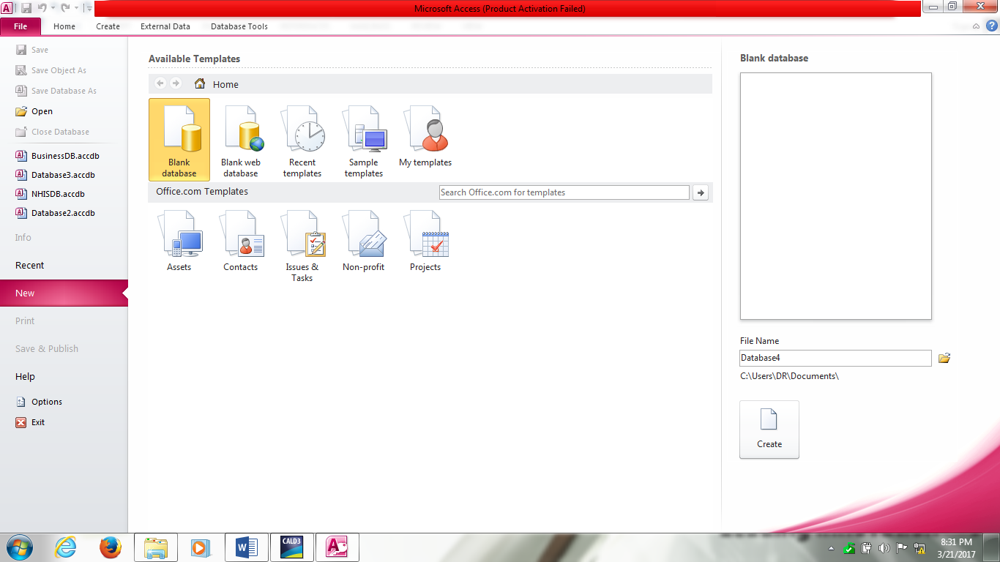 Microsoft Access (Product Activation Failed)
File Home Create External Data Database Tools
Save
Save Object As
Save Database As
Open
Close Database
BusinessDB.accdb
Database3.accdb
NHISDB.accdb
Database2.accdb
Info
Recent
New
Print
Save & Publish
Help
Options
Exit
Available Templates
Home
Blank
database
Blank web
database
Recent
templates
Sample
templates
My templates
Office.com Templates
Search Office.com for templates
Assets
Contacts
Issues &
Tasks
Non-profit
Projects
Blank database
File Name
Database4
C:\Users\DR\Documents\
Create
CALD3
8:31 PM
3/21/2017